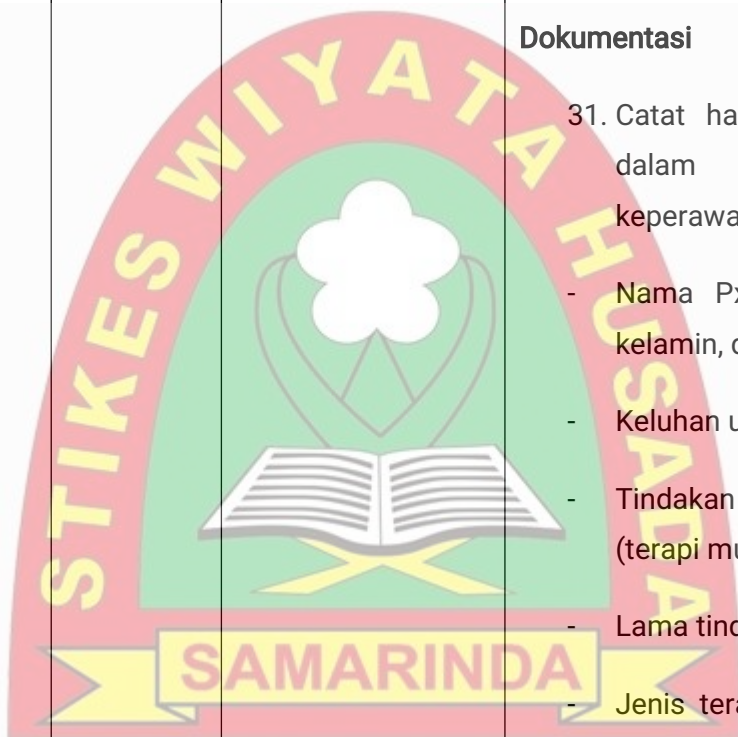 Dokumentasi
31. Catat ha
dalam
keperawa
- Nama Px
kelamin, d
- Keluhan u
- Tindakan
(terapi mu
- Lama tind
- Jenis tera
STIKES WIYATA HUSADA
SAMARINDA